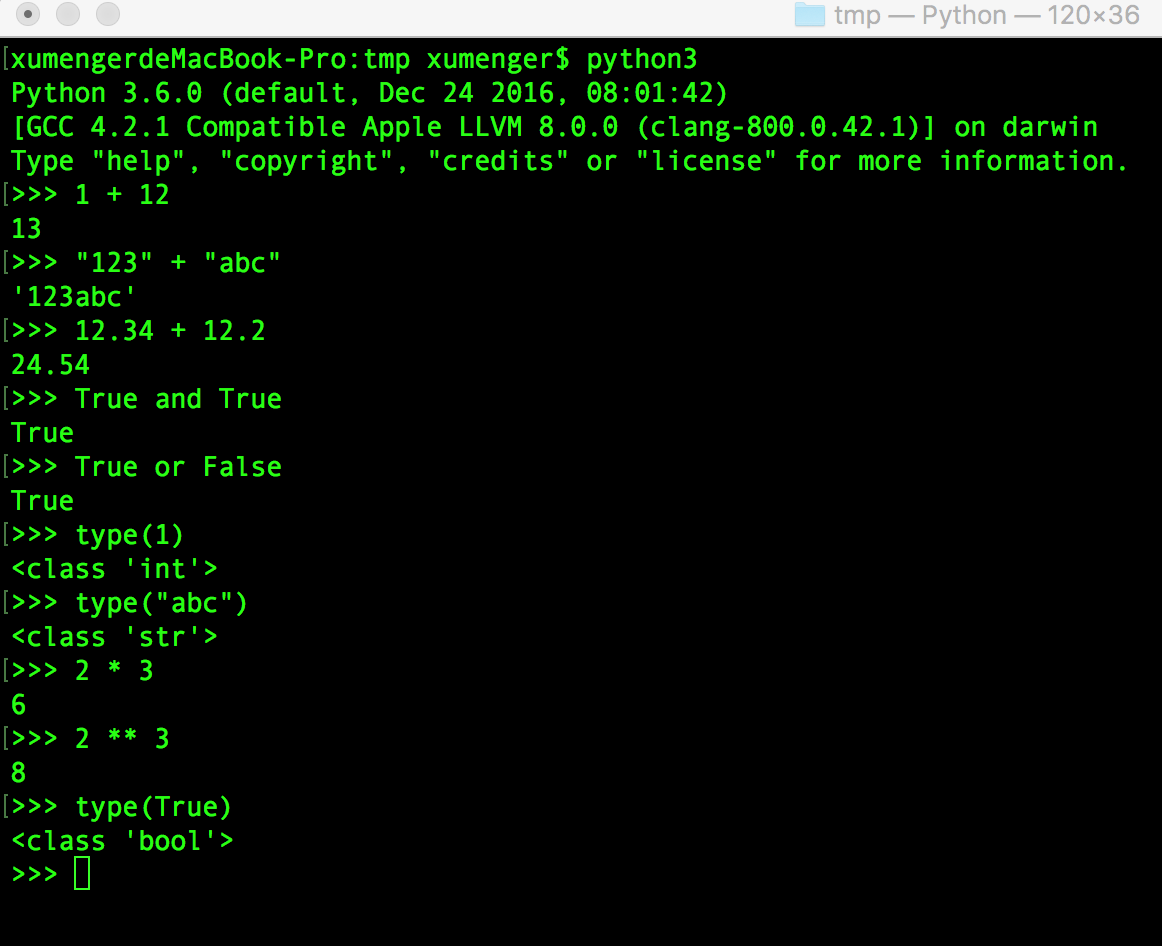 tmp — Python — 120×36
[xumengerdeMacBook-Pro:tmp xumenger$ python3
Python 3.6.0 (default, Dec 24 2016, 08:01:42)
[GCC 4.2.1 Compatible Apple LLVM 8.0.0 (clang-800.0.42.1)] on darwin
Type "help", "copyright", "credits" or "license" for more information.
[>>> 1 + 12
13
[>>> "123" + "abc"
'123abc'
[>>> 12.34 + 12.2
24.54
[>>> True and True
True
[>>> True or False
True
[>>> type(1)
<class 'int'>
[>>> type("abc")
<class 'str'>
[>>> 2 * 3
6
[>>> 2 ** 3
8
[>>> type(True)
<class 'bool'>
>>>